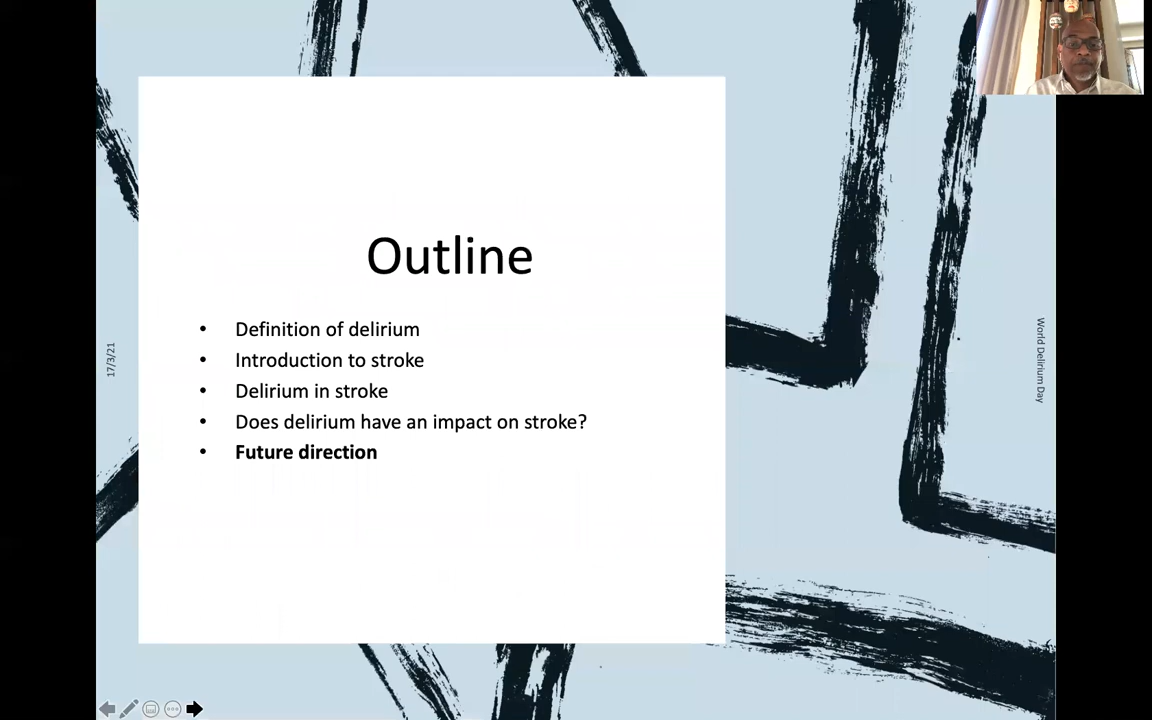 Outline
• Definition of delirium
• Introduction to stroke
• Delirium in stroke
• Does delirium have an impact on stroke?
• Future direction
17/3/21
World Delirium Day